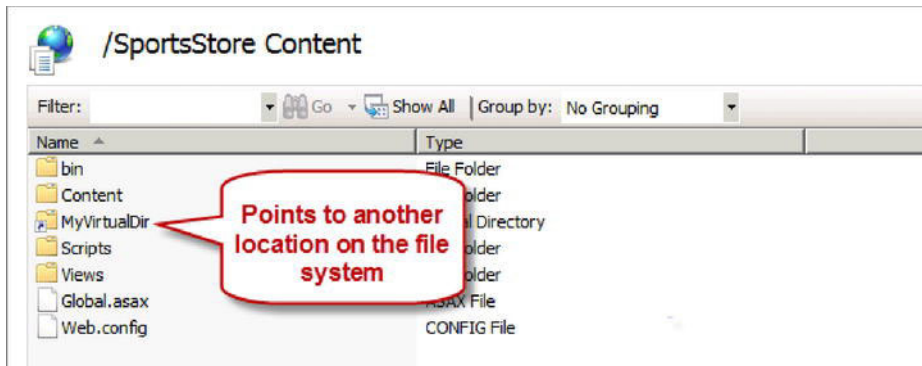 /SportsStore Content
Filter: Go Show All Group by: No Grouping
Name Type
bin File Folder
Content older
MyVirtualDir l Directory
Scripts older
Views older
Global.asax ASAX File
Web.config CONFIG File
Points to another
location on the file
system